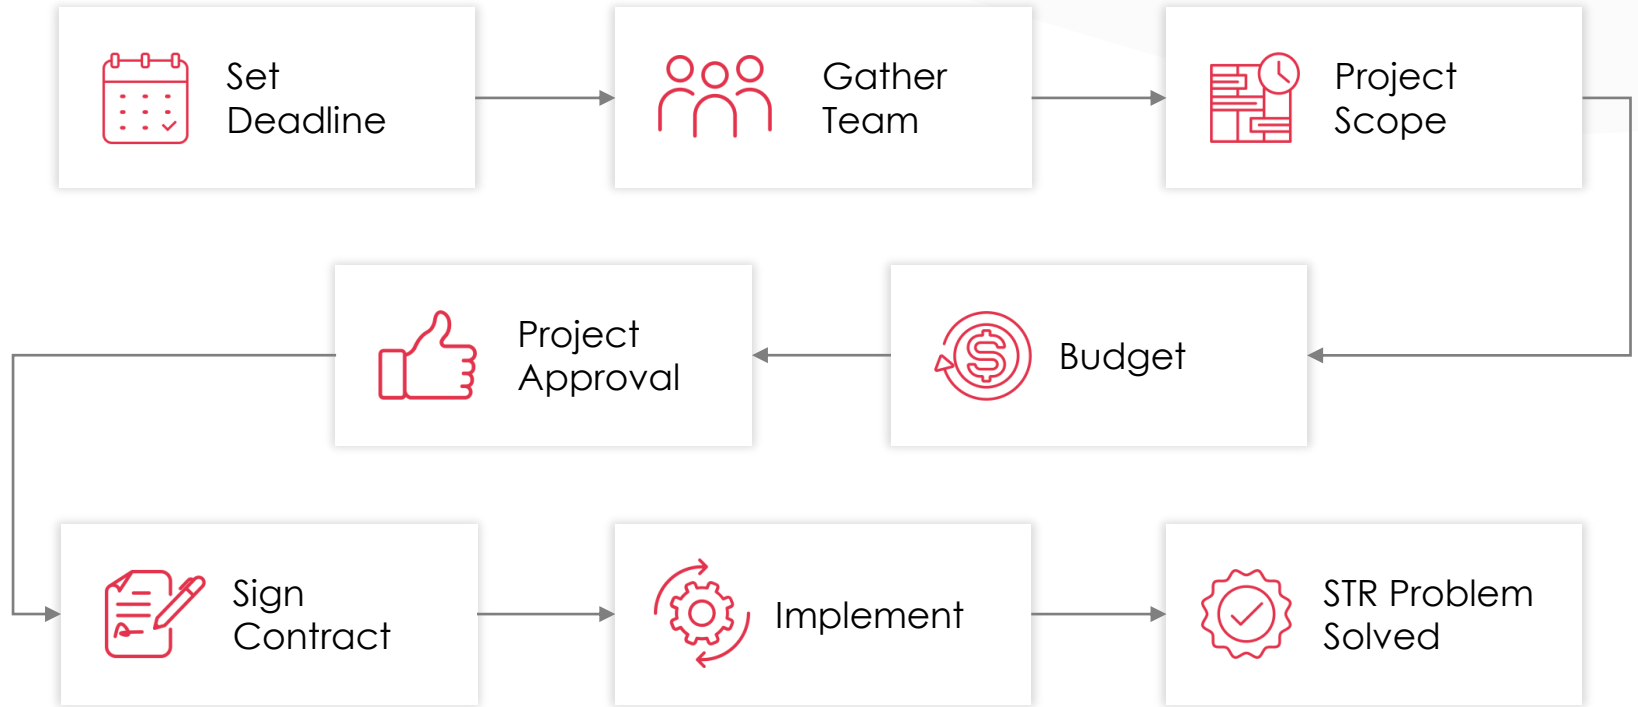 Set
Deadline
Gather
Team
Project
Scope
Budget
Project
Approval
Sign
Contract
Implement
STR Problem
Solved